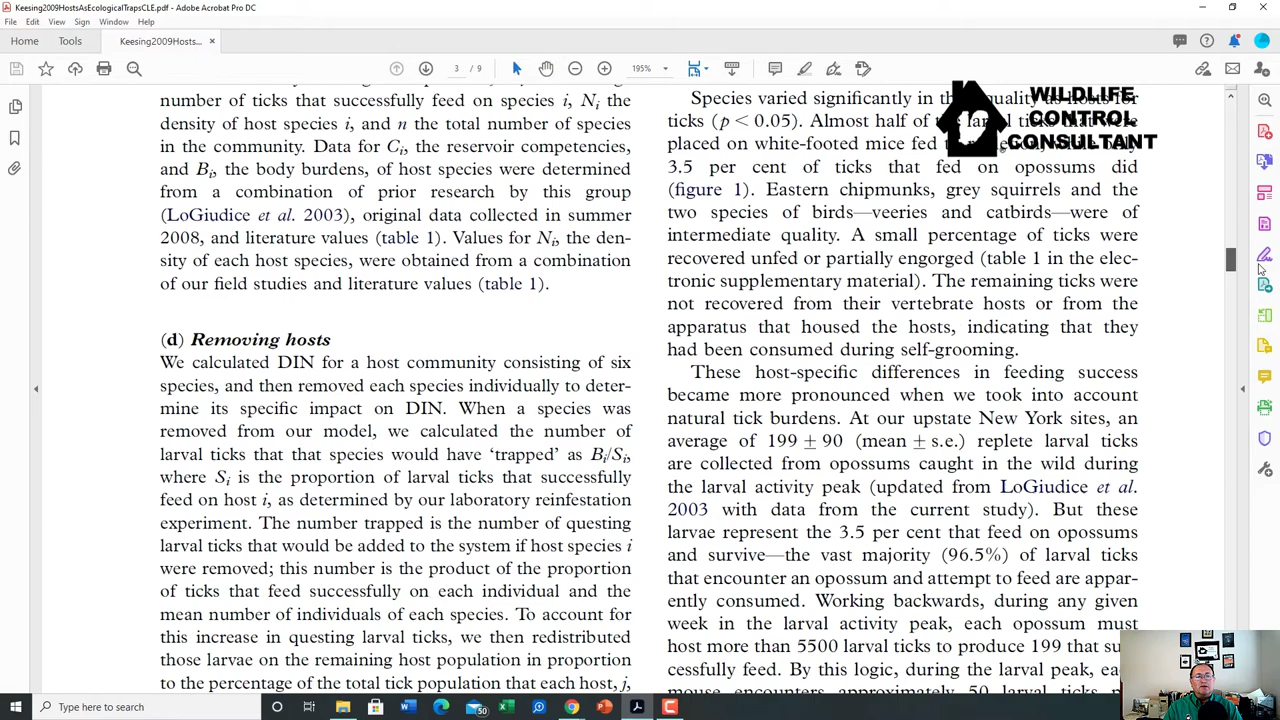 Keesing2009HostsAsEcologicalTrapsCLE.pdf - Adobe Acrobat Pro DC
File Edit View Sign Window Help
Home Tools Keesing2009Hosts... ×
3 / 9 195%
number of ticks that successfully feed on species i, Ni the
density of host species i, and n the total number of species
in the community. Data for Ci, the reservoir competencies,
and Bi, the body burdens, of host species were determined
from a combination of prior research by this group
(LoGiudice et al. 2003), original data collected in summer
2008, and literature values (table 1). Values for Ni, the den-
sity of each host species, were obtained from a combination
of our field studies and literature values (table 1).
(d) Removing hosts
We calculated DIN for a host community consisting of six
species, and then removed each species individually to deter-
mine its specific impact on DIN. When a species was
removed from our model, we calculated the number of
larval ticks that that species would have ‘trapped’ as Bi/Si,
where Si is the proportion of larval ticks that successfully
feed on host i, as determined by our laboratory reinfestation
experiment. The number trapped is the number of questing
larval ticks that would be added to the system if host species i
were removed; this number is the product of the proportion
of ticks that feed successfully on each individual and the
mean number of individuals of each species. To account for
this increase in questing larval ticks, we then redistributed
those larvae on the remaining host population in proportion
to the percentage of the total tick population that each host, j,
Species varied significantly in the quality as hosts for
ticks (p < 0.05). Almost half of the larval ticks that were
placed on white-footed mice fed to while only
3.5 per cent of ticks that fed on opossums did
(figure 1). Eastern chipmunks, grey squirrels and the
two species of birds—veeries and catbirds—were of
intermediate quality. A small percentage of ticks were
recovered unfed or partially engorged (table 1 in the elec-
tronic supplementary material). The remaining ticks were
not recovered from their vertebrate hosts or from the
apparatus that housed the hosts, indicating that they
had been consumed during self-grooming.
These host-specific differences in feeding success
became more pronounced when we took into account
natural tick burdens. At our upstate New York sites, an
average of 199 ± 90 (mean ± s.e.) replete larval ticks
are collected from opossums caught in the wild during
the larval activity peak (updated from LoGiudice et al.
2003 with data from the current study). But these
larvae represent the 3.5 per cent that feed on opossums
and survive—the vast majority (96.5%) of larval ticks
that encounter an opossum and attempt to feed are appar-
ently consumed. Working backwards, during any given
week in the larval activity peak, each opossum must
host more than 5500 larval ticks to produce 199 that suc-
cessfully feed. By this logic, during the larval peak, each
mouse encounters approximately 50 larval ticks
WILDLIFE
CONTROL
CONSULTANT
Type here to search
50